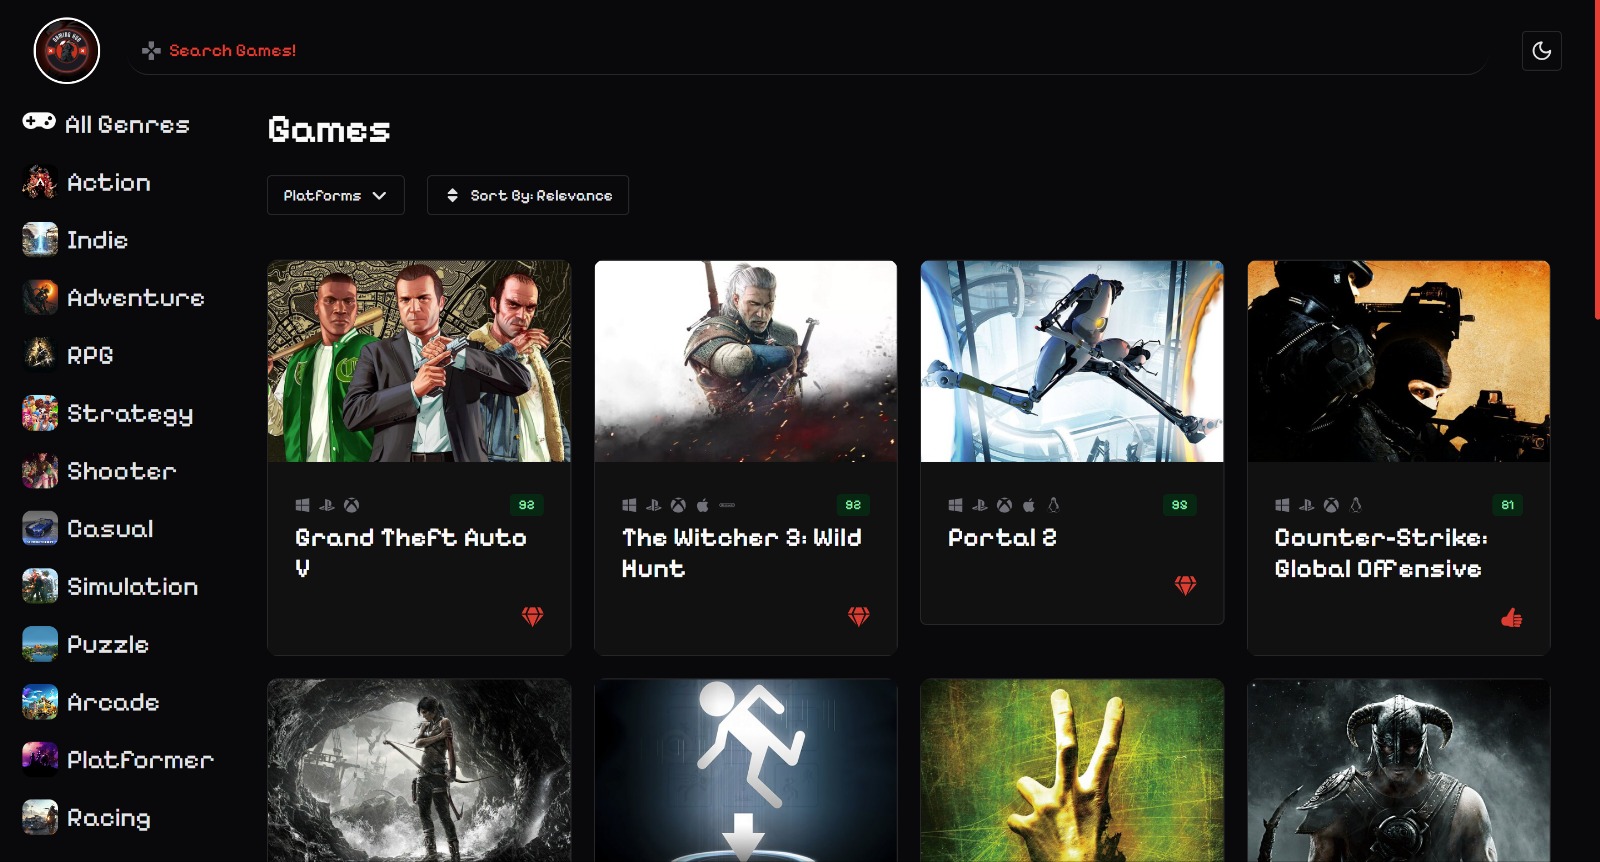 GAMING HUB
Search Games!
All Genres
Games
Action
Platforms
Sort By: Relevance
Indie
Adventure
RPG
Strategy
Shooter
Casual
Simulation
Puzzle
Arcade
Platformer
Racing
92
Grand Theft Auto
V
92
The Witcher 3: Wild
Hunt
95
Portal 2
81
Counter-Strike:
Global Offensive